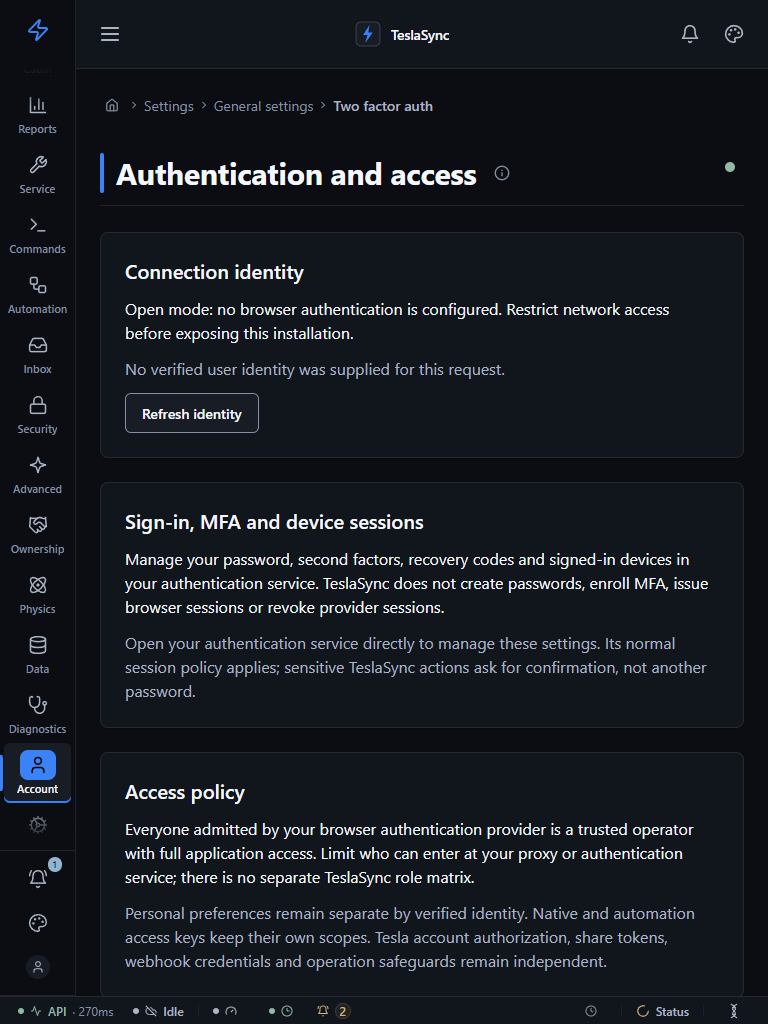 TeslaSync
Reports
Service
Commands
Automation
Inbox
Security
Advanced
Ownership
Physics
Data
Diagnostics
Account
1
Settings > General settings > Two factor auth
Authentication and access
Connection identity
Open mode: no browser authentication is configured. Restrict network access
before exposing this installation.
No verified user identity was supplied for this request.
Refresh identity
Sign-in, MFA and device sessions
Manage your password, second factors, recovery codes and signed-in devices in
your authentication service. TeslaSync does not create passwords, enroll MFA, issue
browser sessions or revoke provider sessions.
Open your authentication service directly to manage these settings. Its normal
session policy applies; sensitive TeslaSync actions ask for confirmation, not another
password.
Access policy
Everyone admitted by your browser authentication provider is a trusted operator
with full application access. Limit who can enter at your proxy or authentication
service; there is no separate TeslaSync role matrix.
Personal preferences remain separate by verified identity. Native and automation
access keys keep their own scopes. Tesla account authorization, share tokens,
webhook credentials and operation safeguards remain independent.
API · 270ms
Idle
2
Status